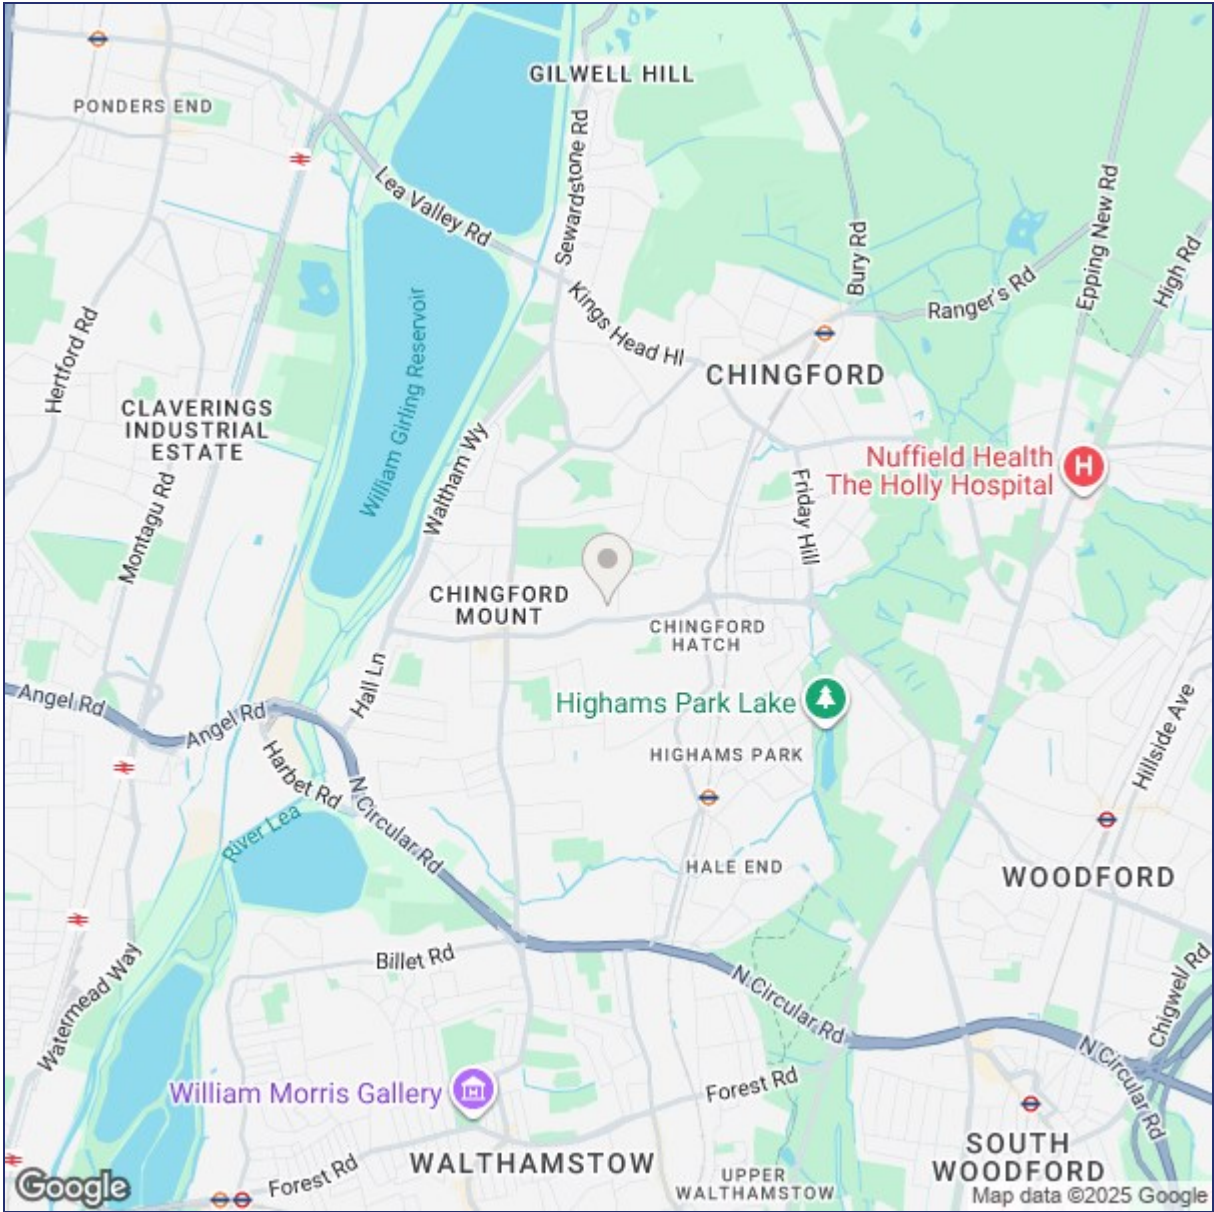 GILWELL HILL
PONDERS END
Sewardstone Rd
Lea Valley Rd
Epping New Rd
Bury Rd
High Rd
Ranger's Rd
Kings Head Hl
William Girling Reservoir
Hertford Rd
CHINGFORD
CLAVERINGS
INDUSTRIAL
ESTATE
Waltham Wy
Nuffield Health
The Holly Hospital
H
Montagu Rd
Friday Hill
CHINGFORD
MOUNT
CHINGFORD
HATCH
Hall Ln
Angel Rd
Angel Rd
Highams Park Lake
Hillside Ave
HIGHAMS PARK
Harbet Rd
N Circular Rd
River Lea
HALE END
WOODFORD
Billet Rd
Watermead Way
N Circular Rd
Chigwell Rd
N Circular Rd
William Morris Gallery
Forest Rd
WALTHAMSTOW
SOUTH
WOODFORD
Forest Rd
UPPER
WALTHAMSTOW
Google
Map data ©2025 Google